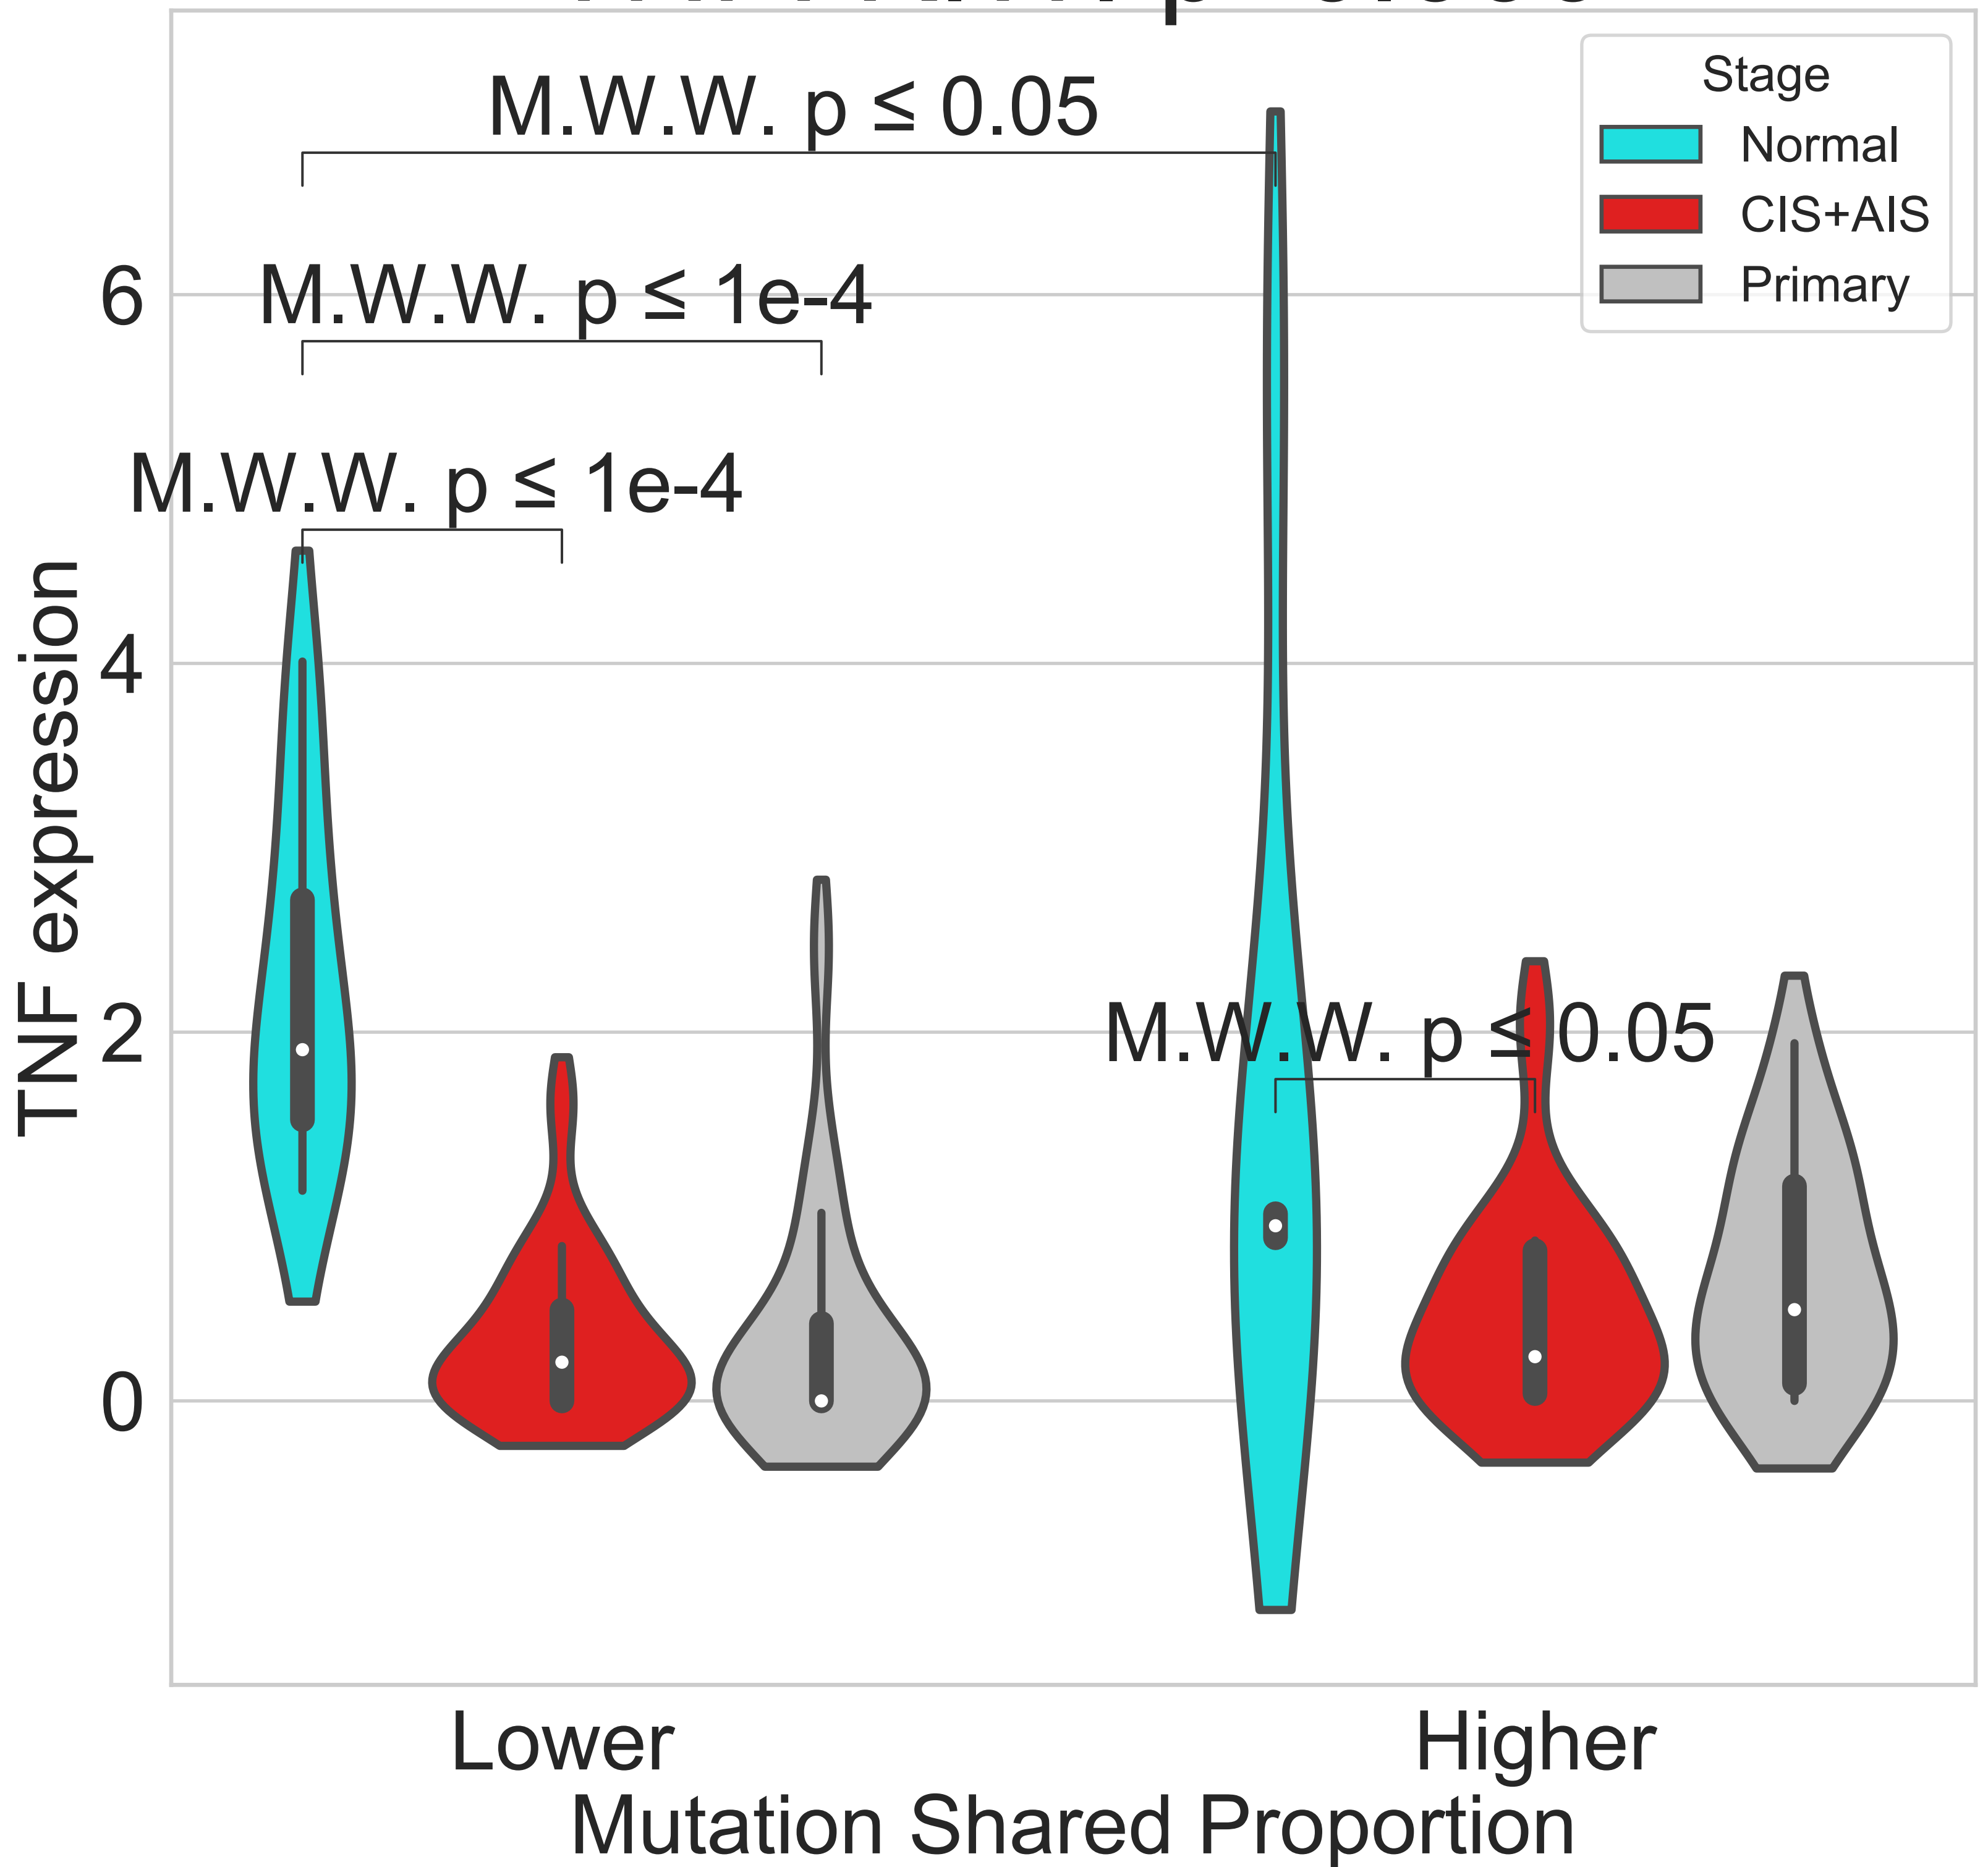 M.W.W. p ≤ 0.05
Stage
Normal
CIS+AIS
Primary
M.W.W. p ≤ 1e-4
M.W.W. p ≤ 1e-4
M.W.W. p ≤ 0.05
TNF expression
6
4
2
0
Lower
Higher
Mutation Shared Proportion